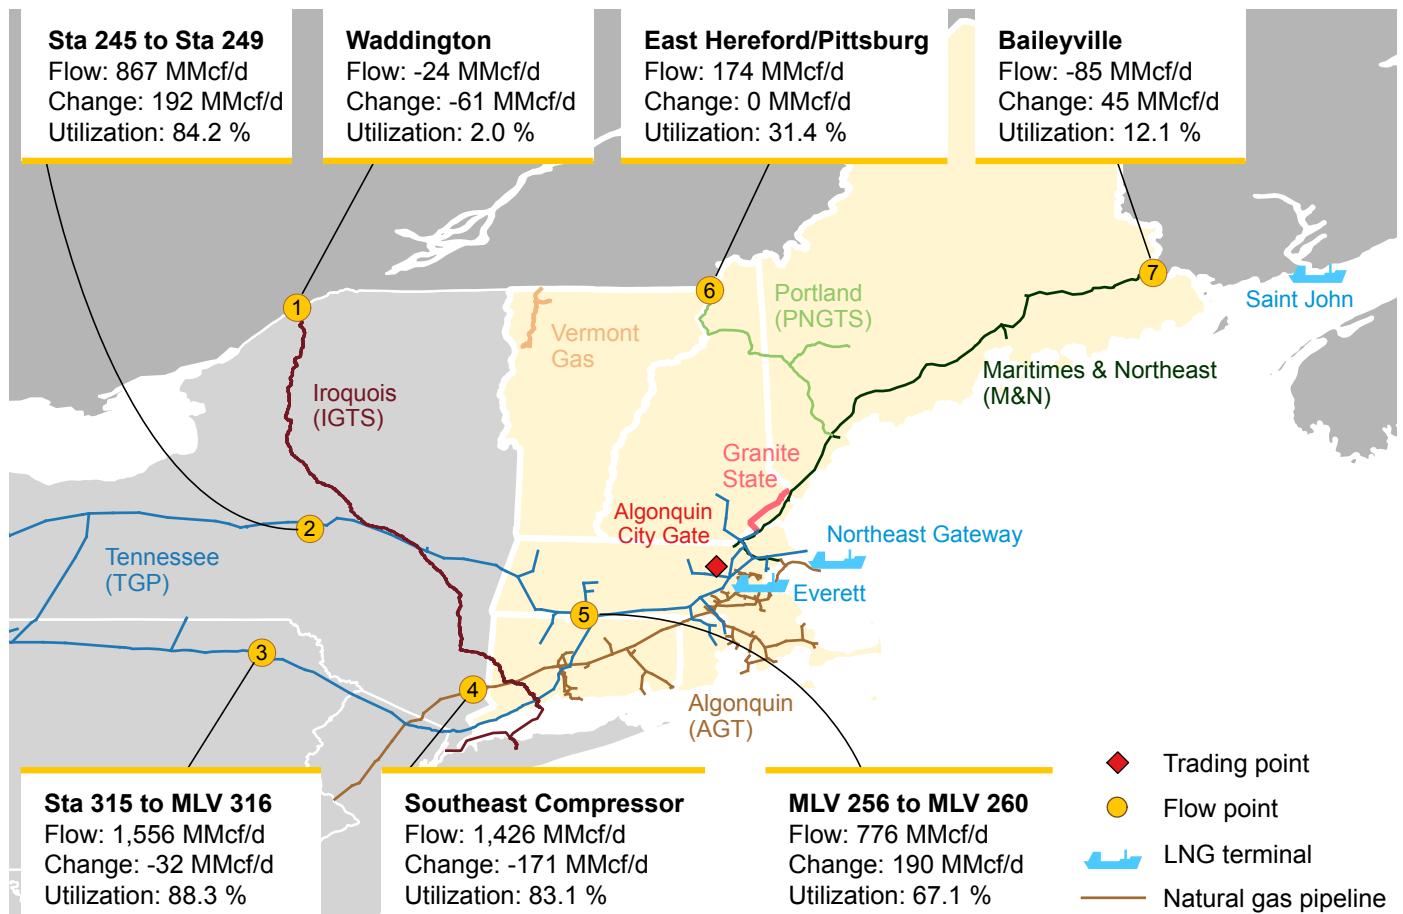 Sta 245 to Sta 249
Flow: 867 MMcf/d
Change: 192 MMcf/d
Utilization: 84.2 %
Waddington
Flow: -24 MMcf/d
Change: -61 MMcf/d
Utilization: 2.0 %
East Hereford/Pittsburg
Flow: 174 MMcf/d
Change: 0 MMcf/d
Utilization: 31.4 %
Baileyville
Flow: -85 MMcf/d
Change: 45 MMcf/d
Utilization: 12.1 %
7
6
1
Saint John
Portland
(PNGTS)
Vermont
Gas
Maritimes & Northeast
(M&N)
Iroquois
(IGTS)
Granite
State
Algonquin
City Gate
2
Northeast Gateway
Tennessee
(TGP)
Everett
5
3
4
Algonquin
(AGT)
Sta 315 to MLV 316
Flow: 1,556 MMcf/d
Change: -32 MMcf/d
Utilization: 88.3 %
Southeast Compressor
Flow: 1,426 MMcf/d
Change: -171 MMcf/d
Utilization: 83.1 %
MLV 256 to MLV 260
Flow: 776 MMcf/d
Change: 190 MMcf/d
Utilization: 67.1 %
Trading point
Flow point
LNG terminal
Natural gas pipeline